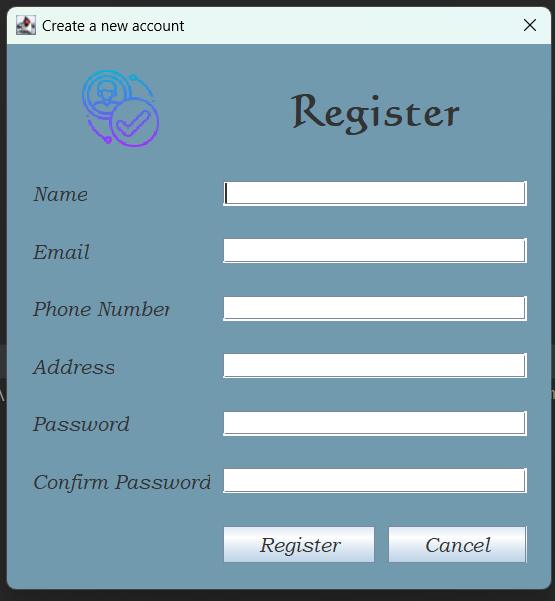 Create a new account
Register
Name
Email
Phone Number
Address
Password
Confirm Password
Register Cancel